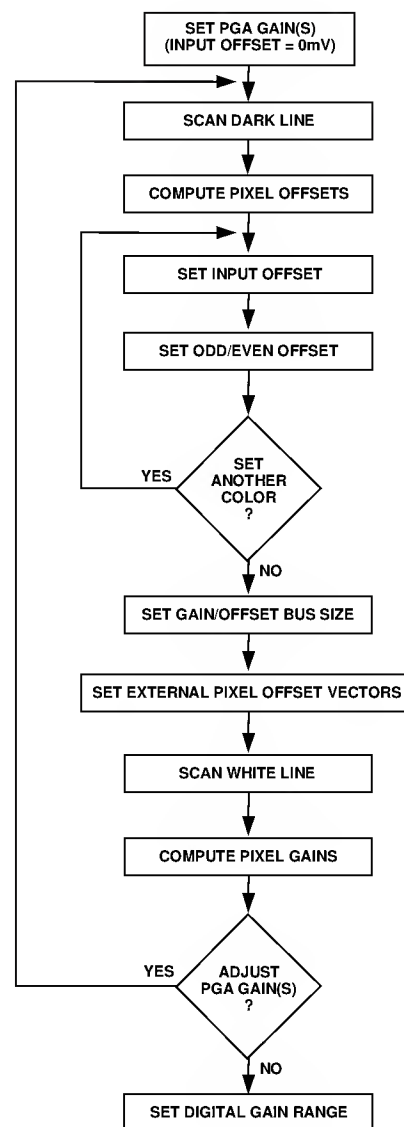 SET PGA GAIN(S)
(INPUT OFFSET = 0mV)
SCAN DARK LINE
COMPUTE PIXEL OFFSETS
SET INPUT OFFSET
SET ODD/EVEN OFFSET
YES
SET
ANOTHER
COLOR
?
NO
SET GAIN/OFFSET BUS SIZE
SET EXTERNAL PIXEL OFFSET VECTORS
SCAN WHITE LINE
COMPUTE PIXEL GAINS
YES
ADJUST
PGA GAIN(S)
?
NO
SET DIGITAL GAIN RANGE